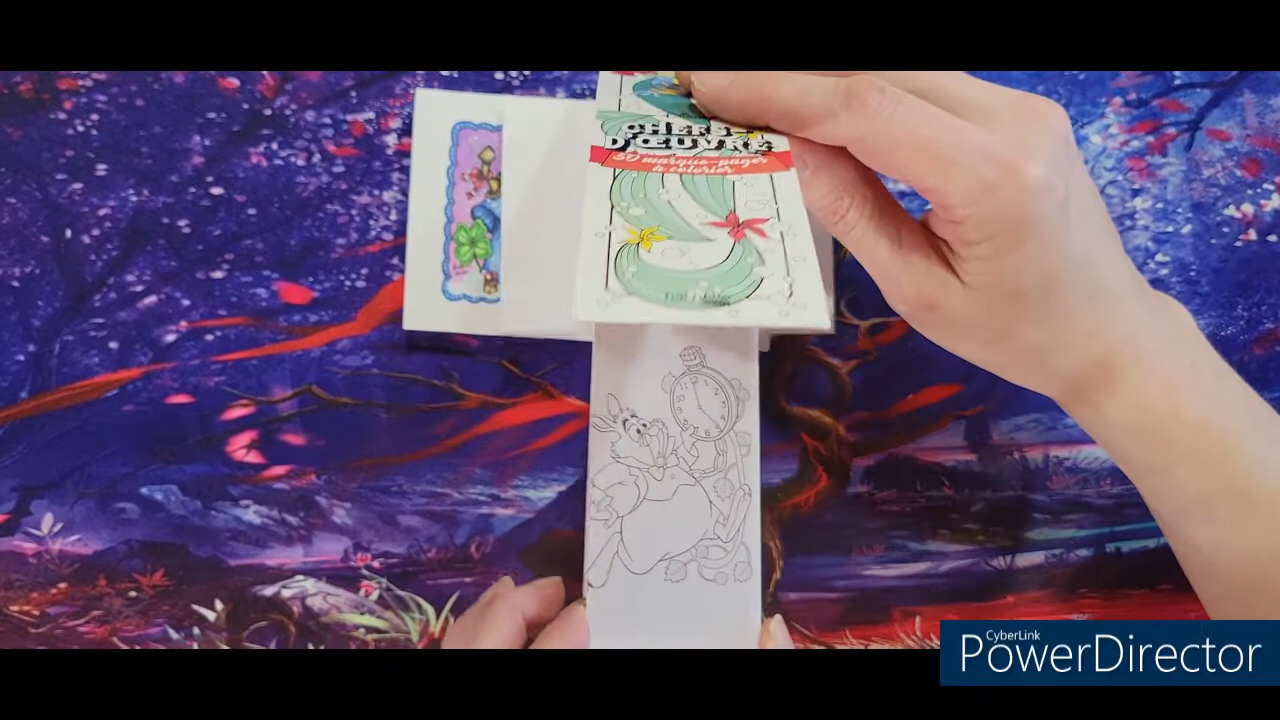 CHEFS-
D'ŒUVRE
50 marque-pages
à colorier
CyberLink
PowerDirector